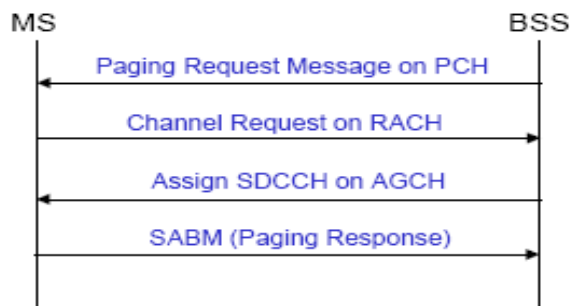 MS
BSS
Paging Request Message on PCH
Channel Request on RACH
Assign SDCCH on AGCH
SABM (Paging Response)